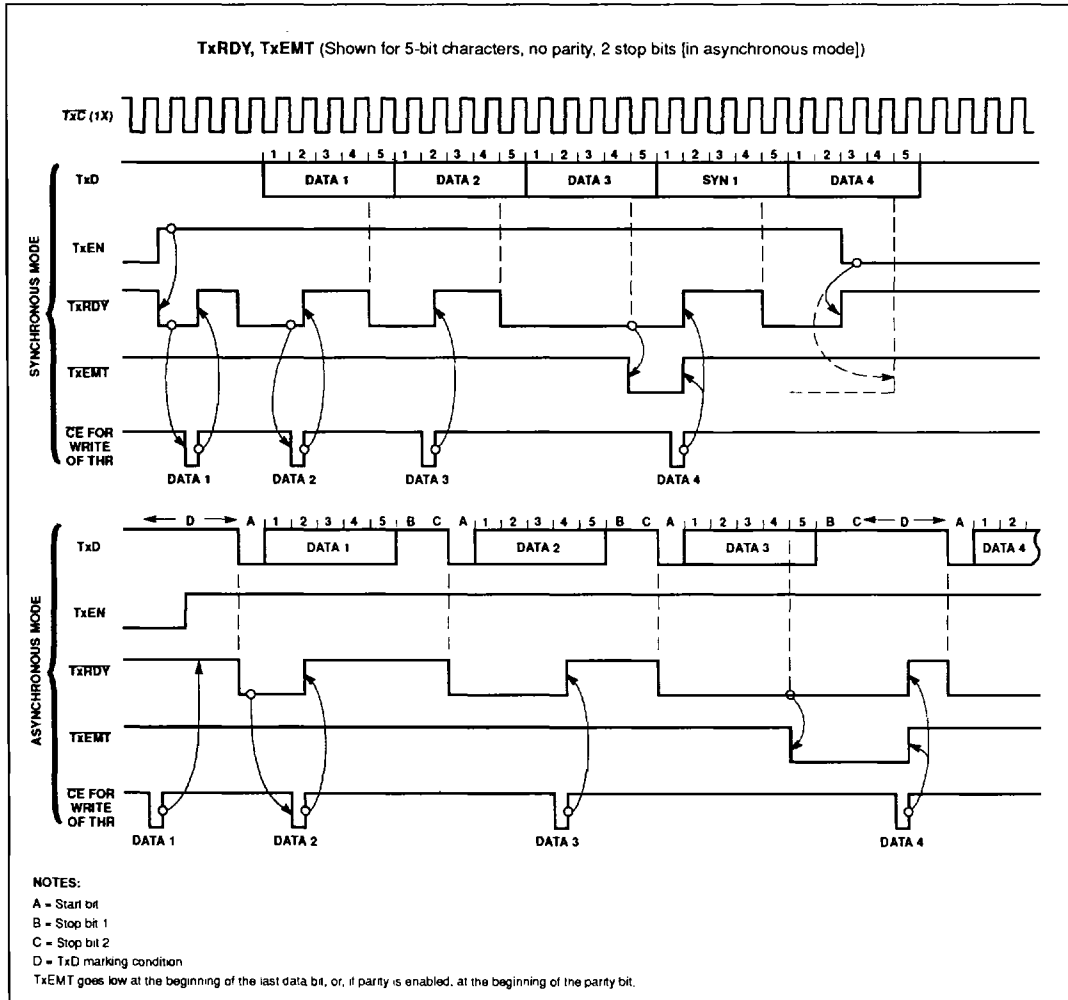 TxRDY, TxEMT (Shown for 5-bit characters, no parity, 2 stop bits [in asynchronous mode])
TxC (1X)
SYNCHRONOUS MODE
1 2 3 4 5 1 2 3 4 5 1 2 3 4 5 1 2 3 4 5 1 2 3 4 5
TxD
DATA 1 DATA 2 DATA 3 SYN 1 DATA 4
TxEN
TxRDY
TxEMT
CE FOR
WRITE
OF THR
DATA 1 DATA 2 DATA 3 DATA 4
ASYNCHRONOUS MODE
D A 1 2 3 4 5 B C A 1 2 3 4 5 B C A 1 2 3 4 5 B C D A 1 2
TxD
DATA 1 DATA 2 DATA 3 DATA 4
TxEN
TxRDY
TxEMT
CE FOR
WRITE
OF THR
DATA 1 DATA 2 DATA 3 DATA 4
NOTES:
A = Start bit
B = Stop bit 1
C = Stop bit 2
D = TxD marking condition
TxEMT goes low at the beginning of the last data bit, or, if parity is enabled, at the beginning of the parity bit.